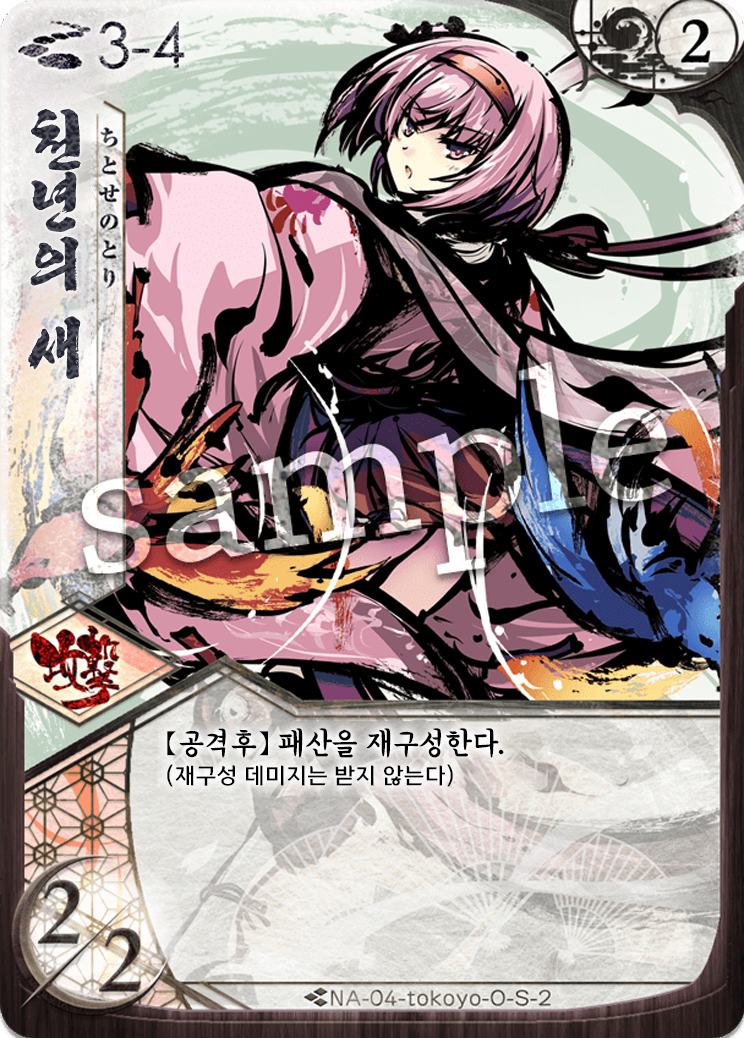 3-4
2
천년의 새
ちとせのとり
sample
攻撃
【공격후】 패산을 재구성한다.
(재구성 데미지는 받지 않는다)
2/2
NA-04-tokoyo-O-S-2